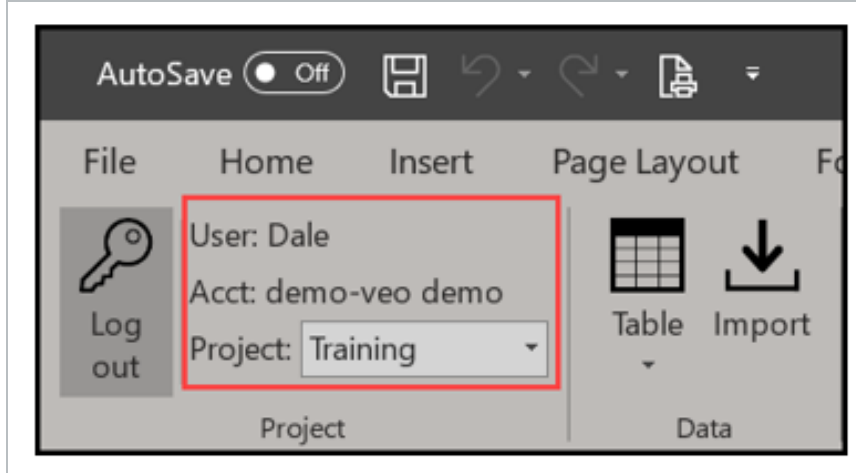 AutoSave Off
File Home Insert Page Layout
User: Dale
Acct: demo-veo demo
Project: Training
Log
out
Table
Import
Project
Data